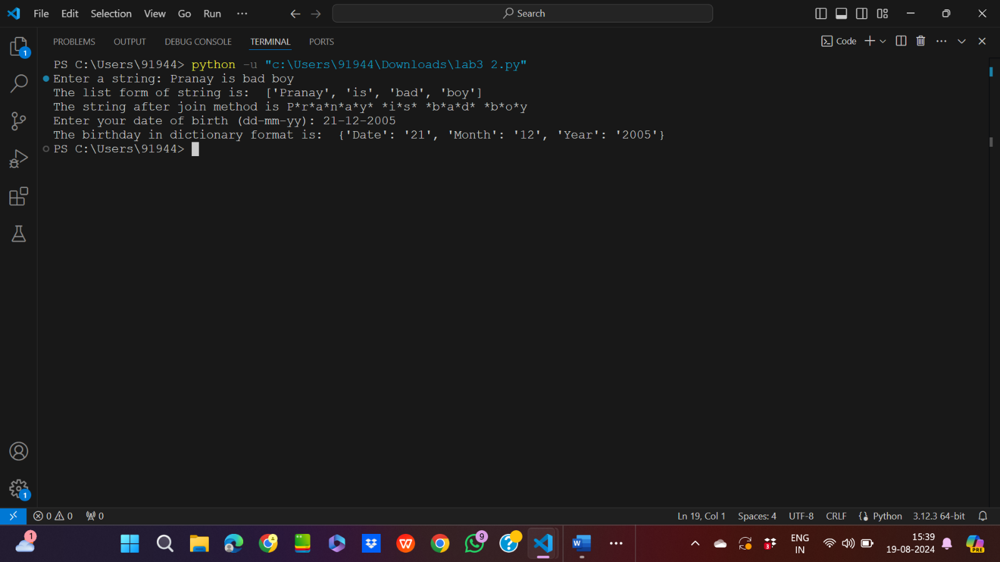 File Edit Selection View Go Run ··· Search
PROBLEMS OUTPUT DEBUG CONSOLE TERMINAL PORTS Code
PS C:\Users\91944> python -u "c:\Users\91944\Downloads\lab3 2.py"
Enter a string: Pranay is bad boy
The list form of string is:  ['Pranay', 'is', 'bad', 'boy']
The string after join method is P*r*a*n*a*y* *i*s* *b*a*d* *b*o*y
Enter your date of birth (dd-mm-yy): 21-12-2005
The birthday in dictionary format is:  {'Date': '21', 'Month': '12', 'Year': '2005'}
PS C:\Users\91944>
1
1
0 0 0 Ln 19, Col 1 Spaces: 4 UTF-8 CRLF Python 3.12.3 64-bit
1 W 9 ? W 3 ENG 15:39
IN 19-08-2024 PRE